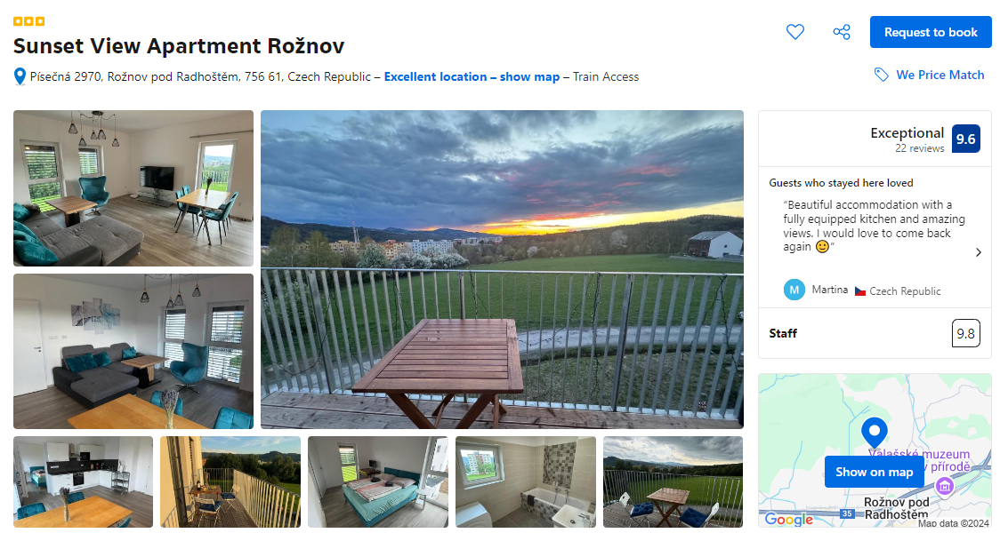 Sunset View Apartment Rožnov
Request to book
Písečná 2970, Rožnov pod Radhoštěm, 756 61, Czech Republic – Excellent location – show map – Train Access
We Price Match
Exceptional
22 reviews
9.6
Guests who stayed here loved
“Beautiful accommodation with a
fully equipped kitchen and amazing
views. I would love to come back
again 🙂”
M
Martina
Czech Republic
Staff
9.8
Valašské muzeum
v přírodě
Show on map
Rožnov pod
Radhoštěm
35
Google
Map data ©2024